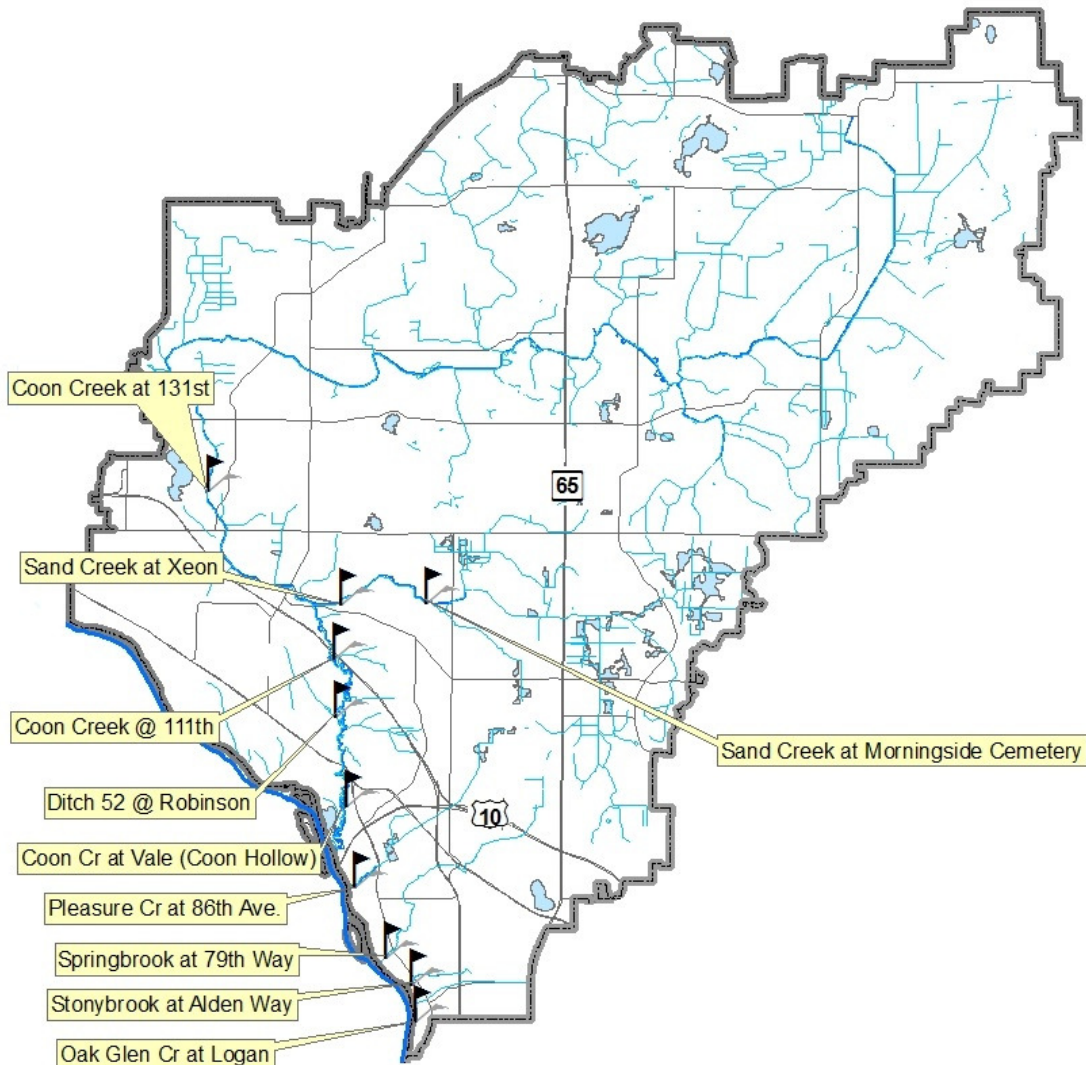 Coon Creek at 131st
65
Sand Creek at Xeon
Coon Creek @ 111th
Sand Creek at Morningside Cemetery
Ditch 52 @ Robinson
10
Coon Cr at Vale (Coon Hollow)
Pleasure Cr at 86th Ave.
Springbrook at 79th Way
Stonybrook at Alden Way
Oak Glen Cr at Logan